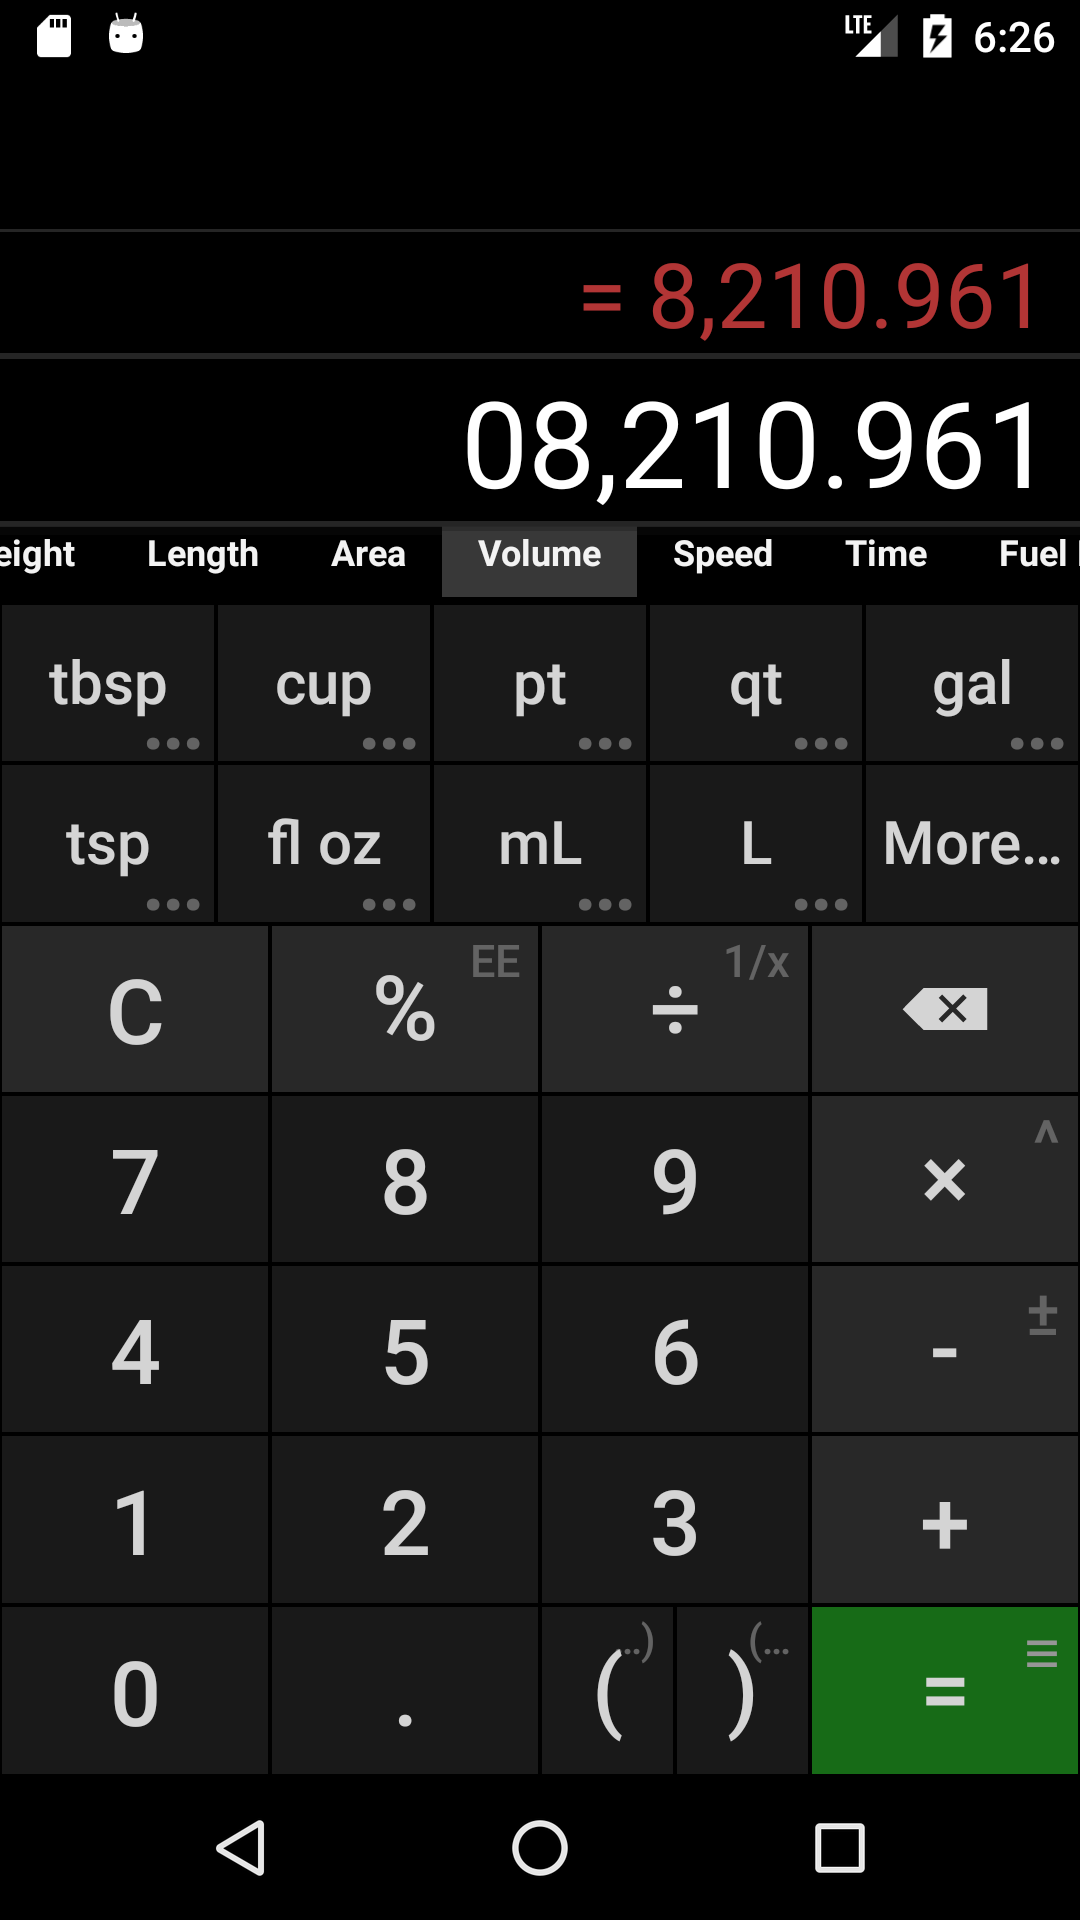 LTE 6:26
= 8,210.961
08,210.961
eight Length Area Volume Speed Time Fuel
tbsp cup pt qt gal
tsp fl oz mL L More...
C % EE ÷ 1/x
7 8 9 × ^
4 5 6 - ±
1 2 3 +
0 . ( ..) ) (... =